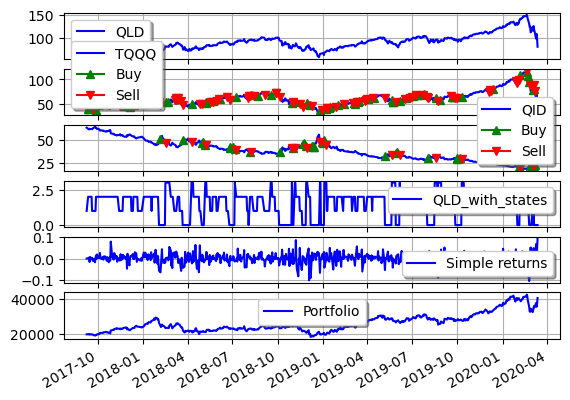 150
100
QLD
TQQQ
Buy
Sell
100
50
QID
Buy
Sell
50
25
2.5
0.0
QLD_with_states
0.1
0.0
−0.1
Simple returns
40000
20000
Portfolio
2017-10
2018-01
2018-04
2018-07
2018-10
2019-01
2019-04
2019-07
2019-10
2020-01
2020-04